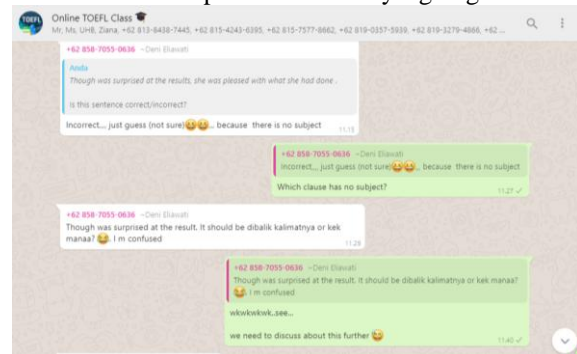 Online TOEFL Class 🎓
Mr, Ms, UHB, Ziana, +62 813-8438-7445, +62 815-4243-6395, +62 815-7577-8662, +62 819-0357-5939, +62 819-3279-4866, +62 ...
+62 858-7055-0636 ~Deni Eliawati
Anda
Though was surprised at the results, she was pleased with what she had done .
is this sentence correct/incorrect?
Incorrect,,, just guess (not sure)😄😄.. because there is no subject
11.15
+62 858-7055-0636 ~Deni Eliawati
Incorrect,,, just guess (not sure)😄😄.. because there is no subject
Which clause has no subject?
11.27
+62 858-7055-0636 ~Deni Eliawati
Though was surprised at the result. It should be dibalik kalimatnya or kek
manaa? 😂. I m confused
11.28
+62 858-7055-0636 ~Deni Eliawati
Though was surprised at the result. It should be dibalik kalimatnya or kek manaa?
😂. I m confused
wkwkwkwk..see...
we need to discuss about this further 😄
11.40